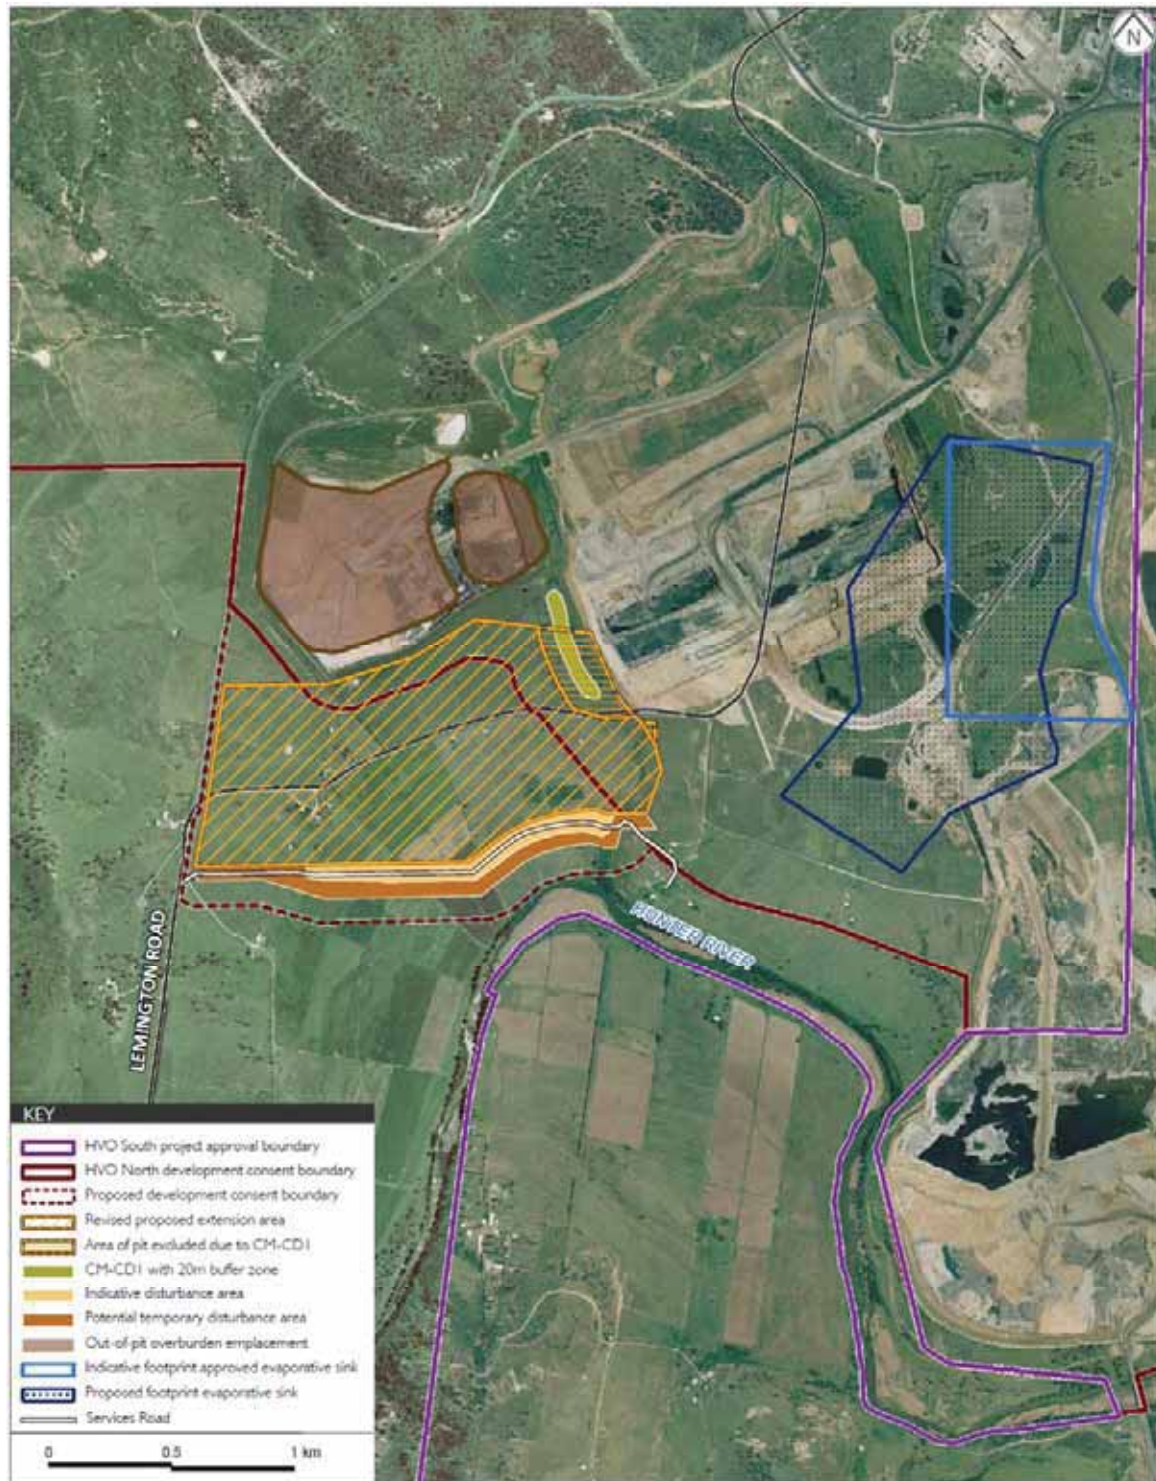 N
HUNTER RIVER
LEMINGTON ROAD
KEY
HVO South project approval boundary
HVO North development consent boundary
Proposed development consent boundary
Revised proposed extension area
Area of pit excluded due to CM-CD1
CM-CD1 with 20m buffer zone
Indicative disturbance area
Potential temporary disturbance area
Out-of-pit overburden emplacement
Indicative footprint approved evaporative sink
Proposed footprint evaporative sink
Services Road
0 0.5 1 km